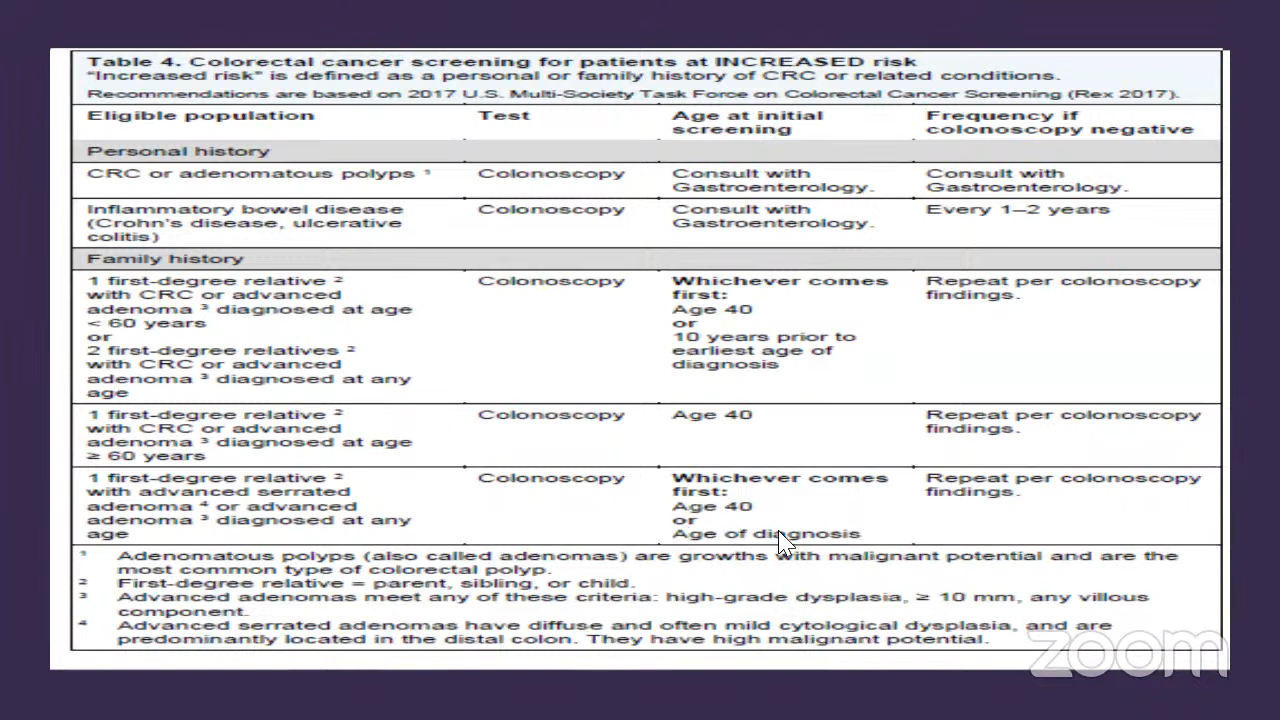 Table 4. Colorectal cancer screening for patients at INCREASED risk
"Increased risk" is defined as a personal or family history of CRC or related conditions.
Recommendations are based on 2017 U.S. Multi-Society Task Force on Colorectal Cancer Screening (Rex 2017).
Eligible population
Test
Age at initial
screening
Frequency if
colonoscopy negative
Personal history
CRC or adenomatous polyps ¹
Colonoscopy
Consult with
Gastroenterology.
Consult with
Gastroenterology.
Inflammatory bowel disease
(Crohn's disease, ulcerative
colitis)
Colonoscopy
Consult with
Gastroenterology.
Every 1–2 years
Family history
1 first-degree relative ²
with CRC or advanced
adenoma ³ diagnosed at age
< 60 years
or
2 first-degree relatives ²
with CRC or advanced
adenoma ³ diagnosed at any
age
Colonoscopy
Whichever comes
first:
Age 40
or
10 years prior to
earliest age of
diagnosis
Repeat per colonoscopy
findings.
1 first-degree relative ²
with CRC or advanced
adenoma ³ diagnosed at age
≥ 60 years
Colonoscopy
Age 40
Repeat per colonoscopy
findings.
1 first-degree relative ²
with advanced serrated
adenoma ⁴ or advanced
adenoma ³ diagnosed at any
age
Colonoscopy
Whichever comes
first:
Age 40
or
Age of diagnosis
Repeat per colonoscopy
findings.
¹ Adenomatous polyps (also called adenomas) are growths with malignant potential and are the
most common type of colorectal polyp.
² First-degree relative = parent, sibling, or child.
³ Advanced adenomas meet any of these criteria: high-grade dysplasia, ≥ 10 mm, any villous
component.
⁴ Advanced serrated adenomas have diffuse and often mild cytological dysplasia, and are
predominantly located in the distal colon. They have high malignant potential.
zoom